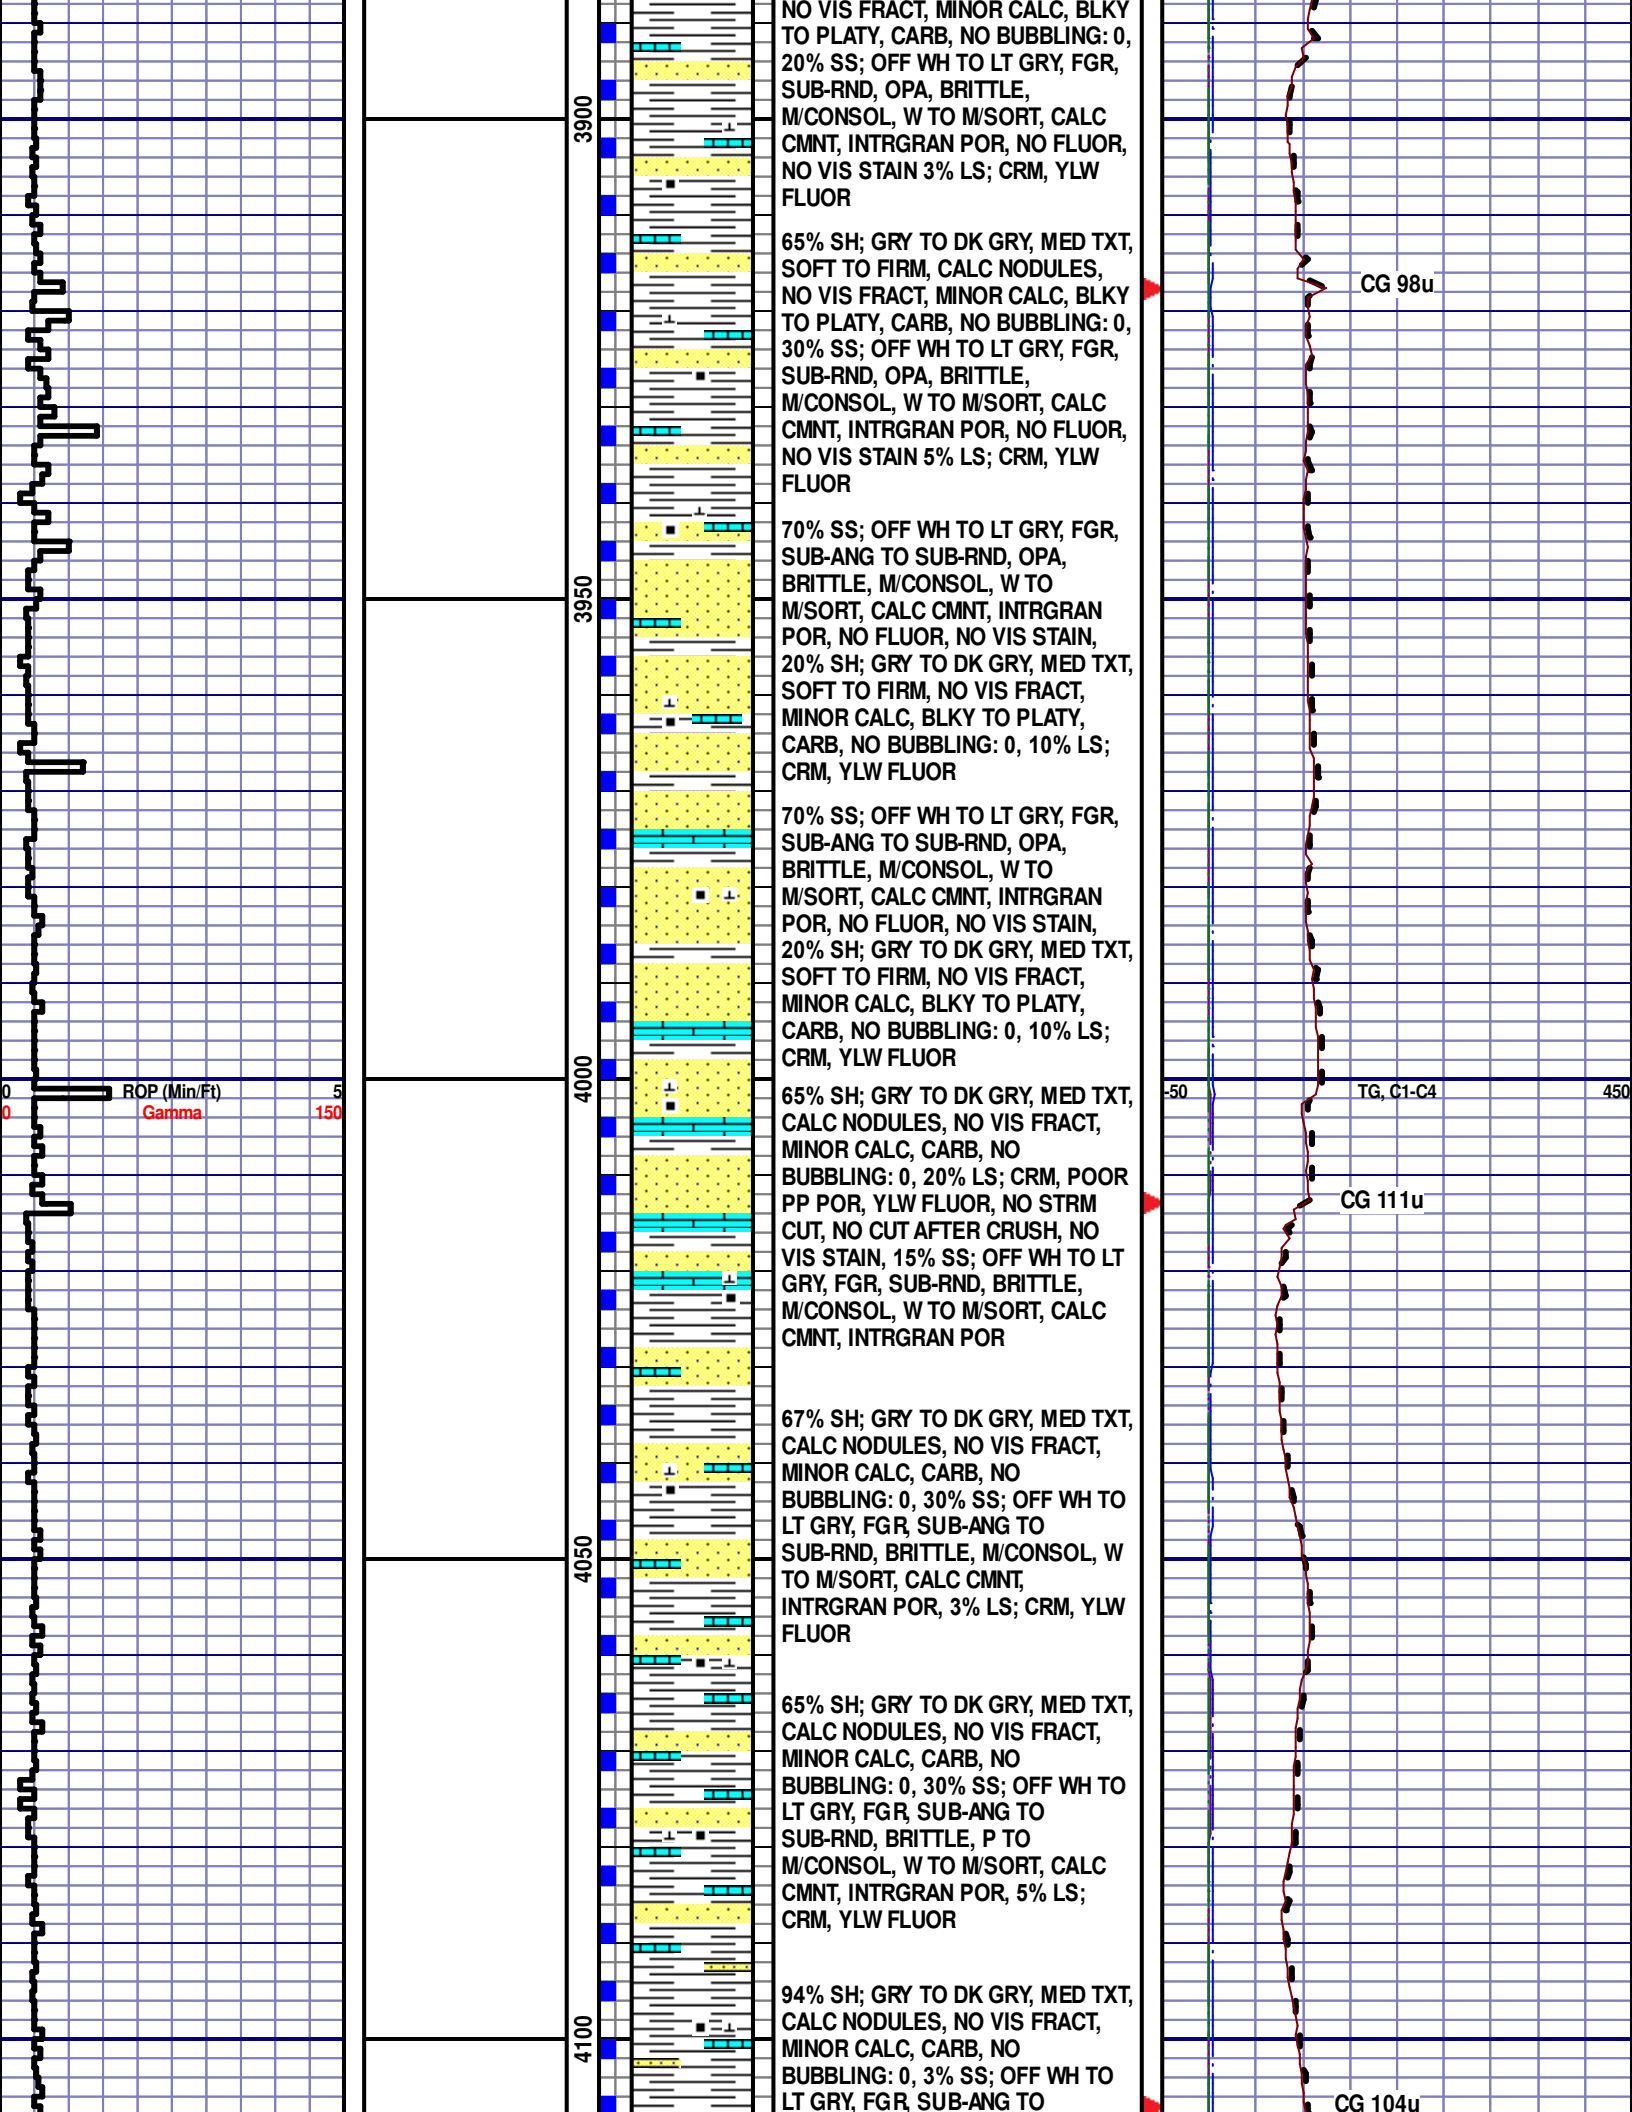 NO VIS FRACT, MINOR CALC, BLKY
TO PLATY, CARB, NO BUBBLING: 0,
20% SS; OFF WH TO LT GRY, FGR,
SUB-RND, OPA, BRITTLE,
M/CONSOL, W TO M/SORT, CALC
CMNT, INTRGRAN POR, NO FLUOR,
NO VIS STAIN 3% LS; CRM, YLW
FLUOR
3900
65% SH; GRY TO DK GRY, MED TXT,
SOFT TO FIRM, CALC NODULES,
NO VIS FRACT, MINOR CALC, BLKY
TO PLATY, CARB, NO BUBBLING: 0,
30% SS; OFF WH TO LT GRY, FGR,
SUB-RND, OPA, BRITTLE,
M/CONSOL, W TO M/SORT, CALC
CMNT, INTRGRAN POR, NO FLUOR,
NO VIS STAIN 5% LS; CRM, YLW
FLUOR
CG 98u
70% SS; OFF WH TO LT GRY, FGR,
SUB-ANG TO SUB-RND, OPA,
BRITTLE, M/CONSOL, W TO
M/SORT, CALC CMNT, INTRGRAN
POR, NO FLUOR, NO VIS STAIN,
20% SH; GRY TO DK GRY, MED TXT,
SOFT TO FIRM, NO VIS FRACT,
MINOR CALC, BLKY TO PLATY,
CARB, NO BUBBLING: 0, 10% LS;
CRM, YLW FLUOR
3950
70% SS; OFF WH TO LT GRY, FGR,
SUB-ANG TO SUB-RND, OPA,
BRITTLE, M/CONSOL, W TO
M/SORT, CALC CMNT, INTRGRAN
POR, NO FLUOR, NO VIS STAIN,
20% SH; GRY TO DK GRY, MED TXT,
SOFT TO FIRM, NO VIS FRACT,
MINOR CALC, BLKY TO PLATY,
CARB, NO BUBBLING: 0, 10% LS;
CRM, YLW FLUOR
4000
0 ROP (Min/Ft) 5
0 Gamma 150
-50 TG, C1-C4 450
65% SH; GRY TO DK GRY, MED TXT,
CALC NODULES, NO VIS FRACT,
MINOR CALC, CARB, NO
BUBBLING: 0, 20% LS; CRM, POOR
PP POR, YLW FLUOR, NO STRM
CUT, NO CUT AFTER CRUSH, NO
VIS STAIN, 15% SS; OFF WH TO LT
GRY, FGR, SUB-RND, BRITTLE,
M/CONSOL, W TO M/SORT, CALC
CMNT, INTRGRAN POR
CG 111u
67% SH; GRY TO DK GRY, MED TXT,
CALC NODULES, NO VIS FRACT,
MINOR CALC, CARB, NO
BUBBLING: 0, 30% SS; OFF WH TO
LT GRY, FGR, SUB-ANG TO
SUB-RND, BRITTLE, M/CONSOL, W
TO M/SORT, CALC CMNT,
INTRGRAN POR, 3% LS; CRM, YLW
FLUOR
4050
65% SH; GRY TO DK GRY, MED TXT,
CALC NODULES, NO VIS FRACT,
MINOR CALC, CARB, NO
BUBBLING: 0, 30% SS; OFF WH TO
LT GRY, FGR, SUB-ANG TO
SUB-RND, BRITTLE, P TO
M/CONSOL, W TO M/SORT, CALC
CMNT, INTRGRAN POR, 5% LS;
CRM, YLW FLUOR
94% SH; GRY TO DK GRY, MED TXT,
CALC NODULES, NO VIS FRACT,
MINOR CALC, CARB, NO
BUBBLING: 0, 3% SS; OFF WH TO
LT GRY, FGR, SUB-ANG TO
4100
CG 104u